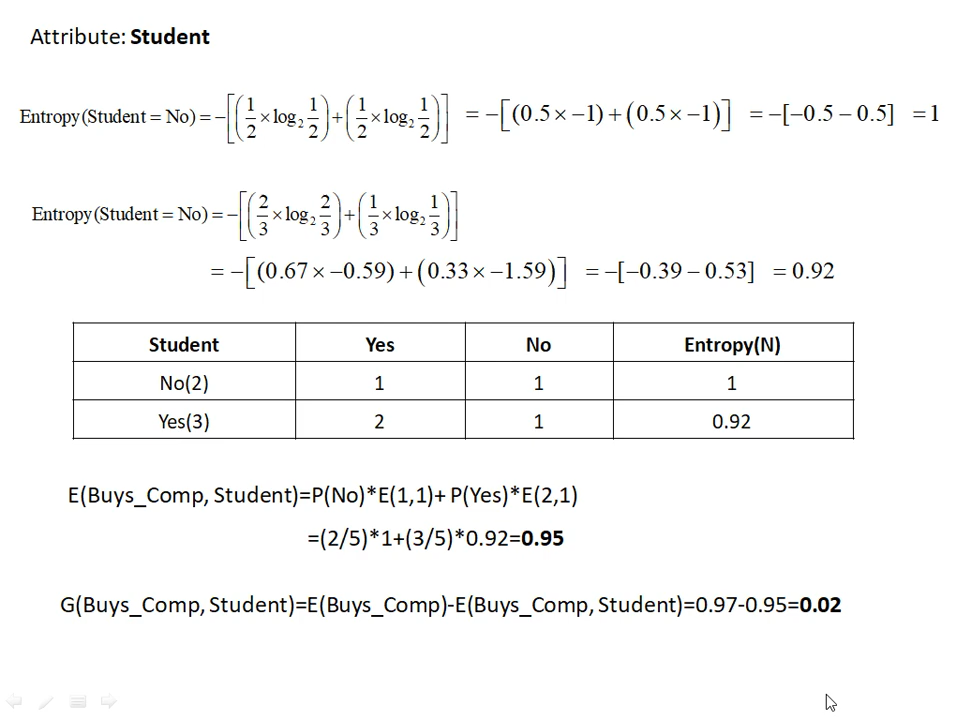 Attribute: Student
Entropy(Student = No) = −[(1/2 × log₂ 1/2) + (1/2 × log₂ 1/2)] = −[(0.5 × −1) + (0.5 × −1)] = −[−0.5 − 0.5] = 1
Entropy(Student = No) = −[(2/3 × log₂ 2/3) + (1/3 × log₂ 1/3)]
= −[(0.67 × −0.59) + (0.33 × −1.59)] = −[−0.39 − 0.53] = 0.92
Student Yes No Entropy(N)
No(2) 1 1 1
Yes(3) 2 1 0.92
E(Buys_Comp, Student)=P(No)*E(1,1)+ P(Yes)*E(2,1)
=(2/5)*1+(3/5)*0.92=0.95
G(Buys_Comp, Student)=E(Buys_Comp)-E(Buys_Comp, Student)=0.97-0.95=0.02